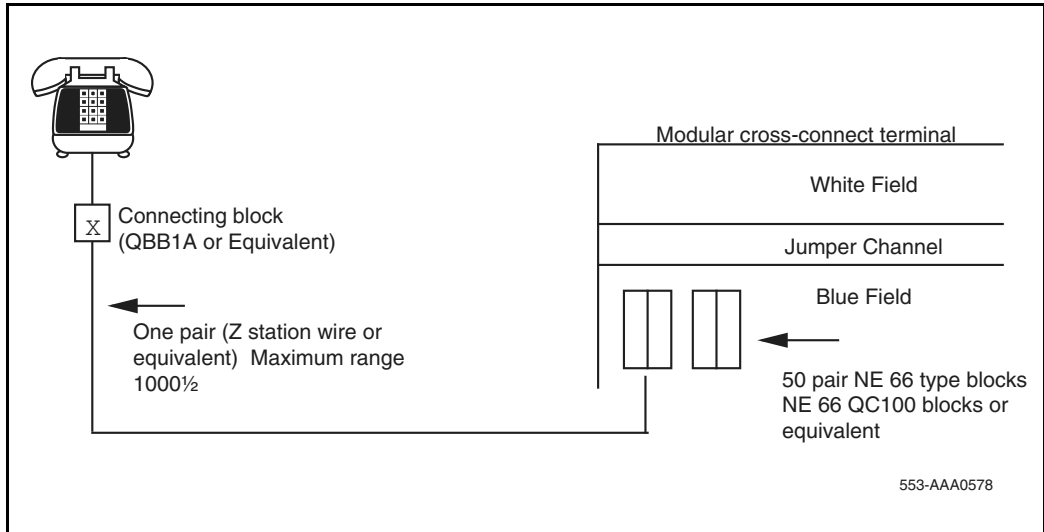 Modular cross-connect terminal
White Field
Connecting block
(QBB1A or Equivalent)
X
Jumper Channel
Blue Field
One pair (Z station wire or
equivalent) Maximum range
1000½
50 pair NE 66 type blocks
NE 66 QC100 blocks or
equivalent
553-AAA0578